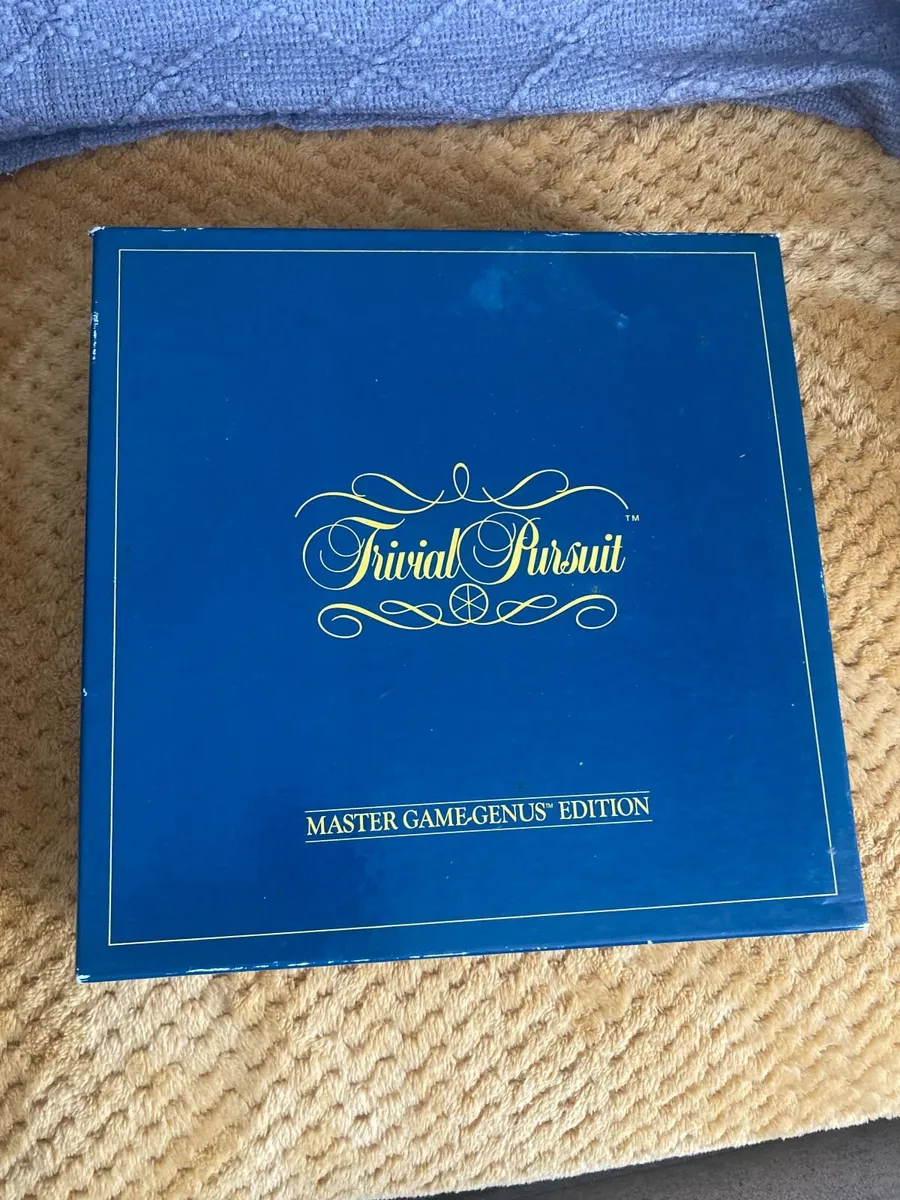 Trivial Pursuit™
MASTER GAME-GENUS™ EDITION